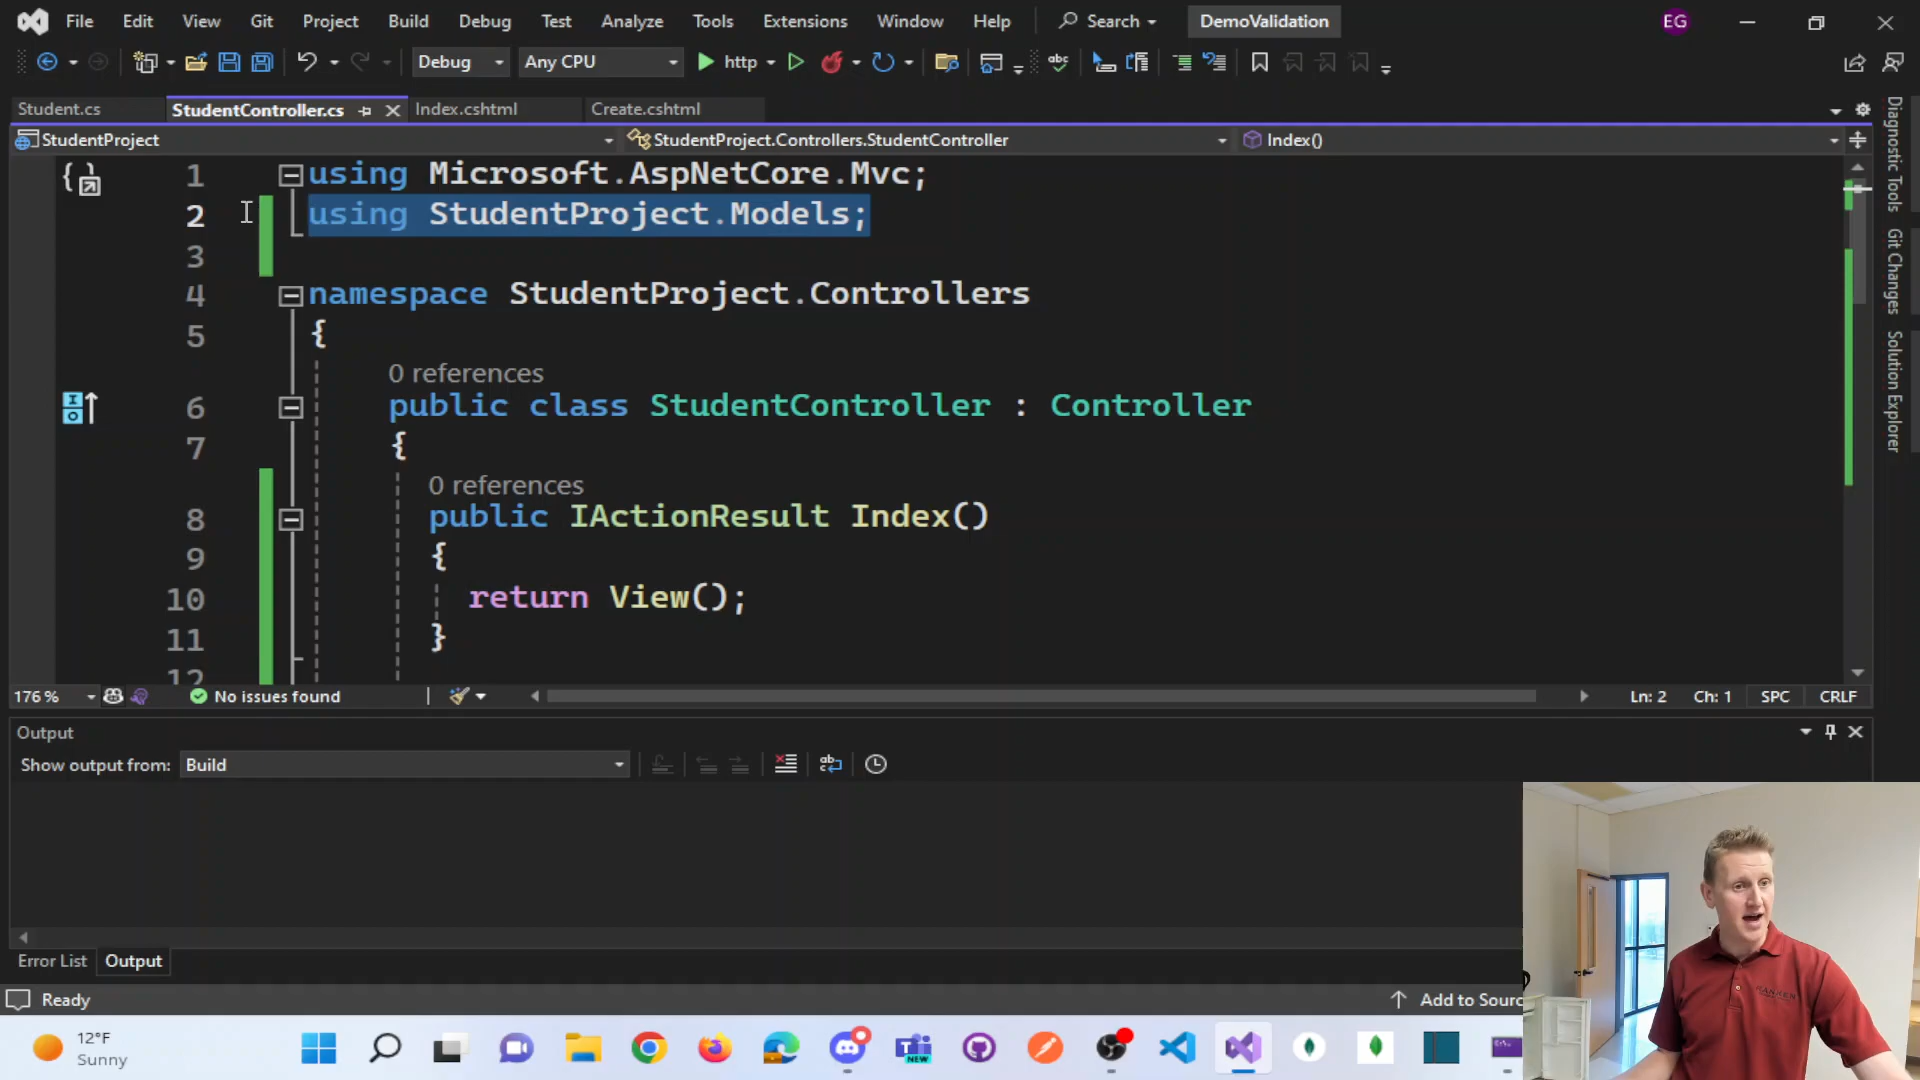 File Edit View Git Project Build Debug Test Analyze Tools Extensions Window Help Search DemoValidation EG
Debug Any CPU http
Student.cs StudentController.cs Index.cshtml Create.cshtml
StudentProject StudentProject.Controllers.StudentController Index()
1 using Microsoft.AspNetCore.Mvc;
2 using StudentProject.Models;
3
4 namespace StudentProject.Controllers
5 {
0 references
6 public class StudentController : Controller
7 {
0 references
8 public IActionResult Index()
9 {
10 return View();
11 }
12
176 % No issues found Ln: 2 Ch: 1 SPC CRLF
Output
Show output from: Build
Error List Output
Ready Add to Sourc
12°F
Sunny
NEW
Diagnostic Tools
Git Changes
Solution Explorer